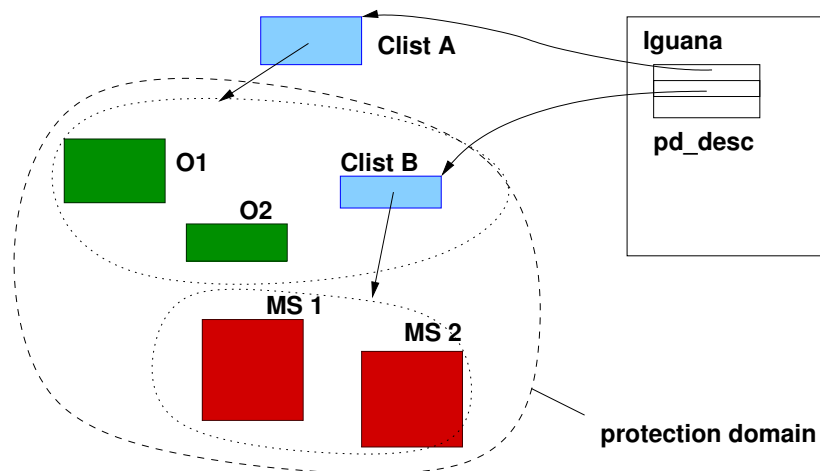 Clist A
Iguana
pd_desc
O1
Clist B
O2
MS 1
MS 2
protection domain